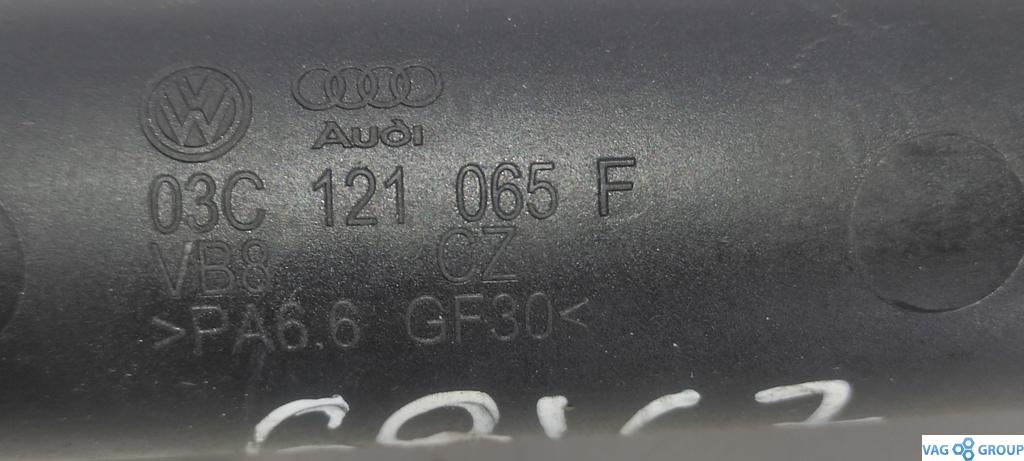 Audi
03C 121 065 F
VB8 CZ
>PA6.6 GF30<
VAG GROUP